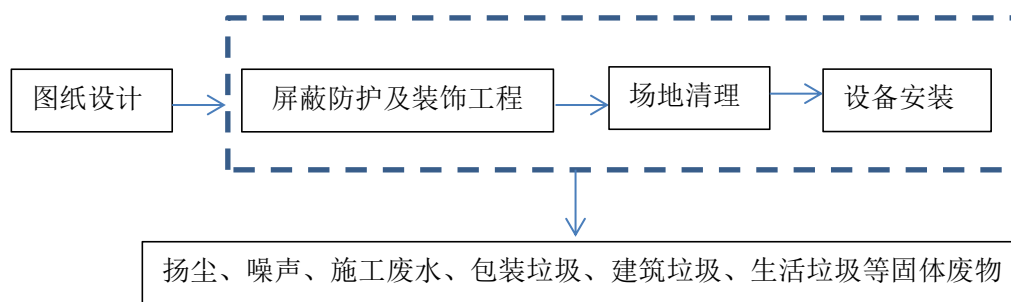 图纸设计
屏蔽防护及装饰工程
场地清理
设备安装
扬尘、噪声、施工废水、包装垃圾、建筑垃圾、生活垃圾等固体废物